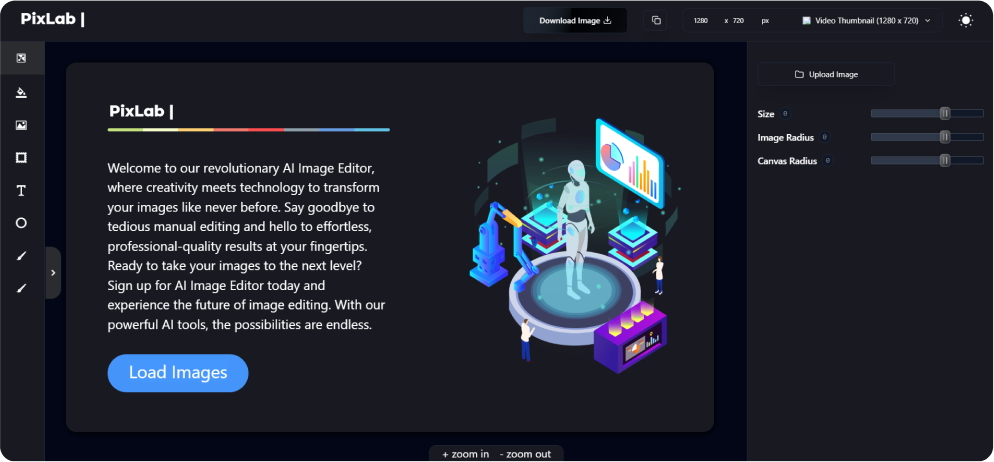 PixLab |
Download Image
1280 x 720 px
Video Thumbnail (1280 x 720)
Upload Image
Size 0
Image Radius 0
Canvas Radius 0
PixLab |
Welcome to our revolutionary AI Image Editor,
where creativity meets technology to transform
your images like never before. Say goodbye to
tedious manual editing and hello to effortless,
professional-quality results at your fingertips.
Ready to take your images to the next level?
Sign up for AI Image Editor today and
experience the future of image editing. With our
powerful AI tools, the possibilities are endless.
Load Images
+ zoom in - zoom out